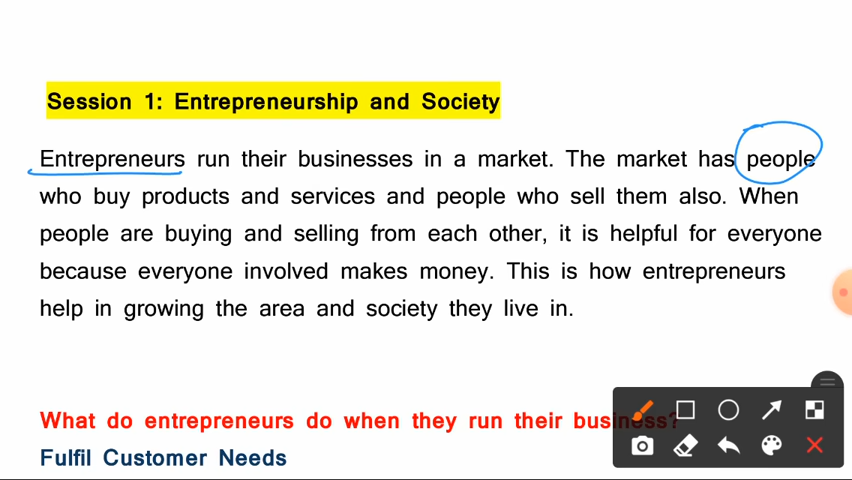 Session 1: Entrepreneurship and Society
Entrepreneurs run their businesses in a market. The market has people
who buy products and services and people who sell them also. When
people are buying and selling from each other, it is helpful for everyone
because everyone involved makes money. This is how entrepreneurs
help in growing the area and society they live in.
What do entrepreneurs do when they run their business?
Fulfil Customer Needs